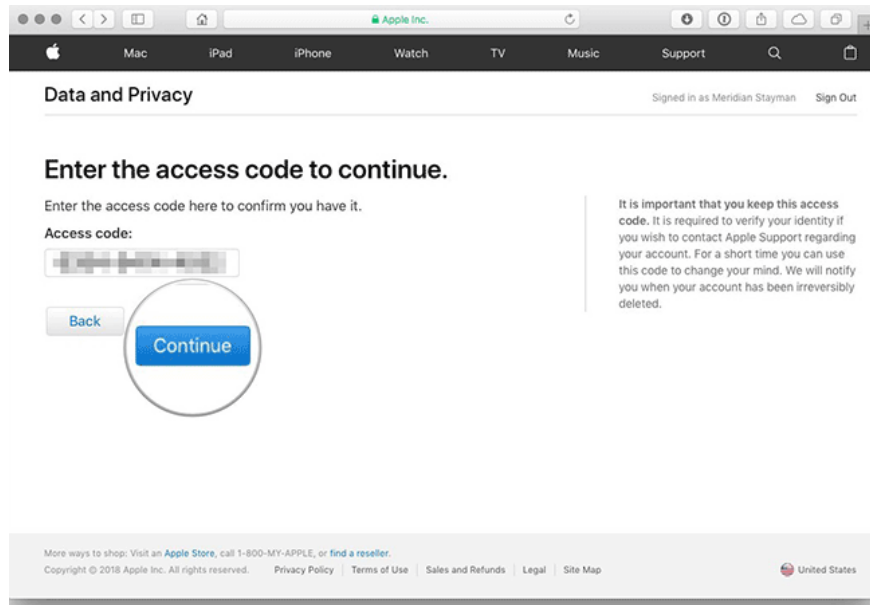 Apple Inc.
Mac iPad iPhone Watch TV Music Support
Data and Privacy
Signed in as Meridian Stayman Sign Out
Enter the access code to continue.
Enter the access code here to confirm you have it.
Access code:
Back
Continue
It is important that you keep this access
code. It is required to verify your identity if
you wish to contact Apple Support regarding
your account. For a short time you can use
this code to change your mind. We will notify
you when your account has been irreversibly
deleted.
More ways to shop: Visit an Apple Store, call 1-800-MY-APPLE, or find a reseller.
Copyright © 2018 Apple Inc. All rights reserved. Privacy Policy | Terms of Use | Sales and Refunds | Legal | Site Map
United States